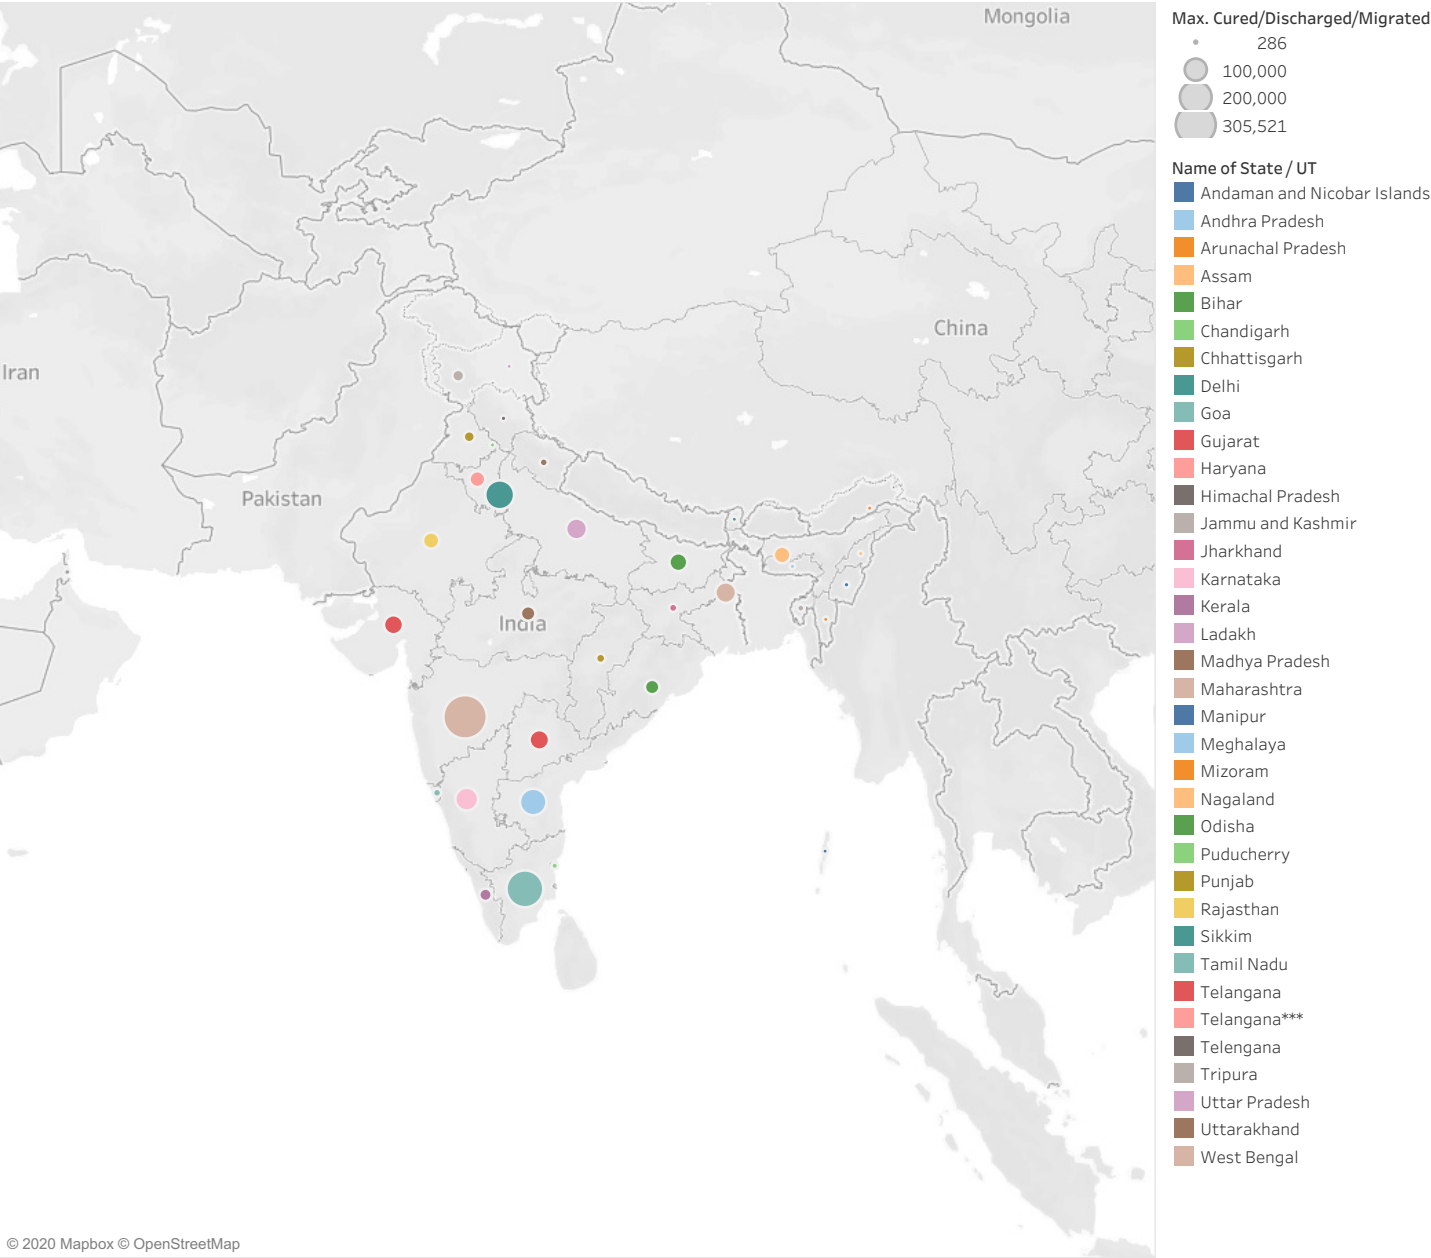 Mongolia
China
Iran
Pakistan
India
© 2020 Mapbox © OpenStreetMap
Max. Cured/Discharged/Migrated
286
100,000
200,000
305,521
Name of State / UT
Andaman and Nicobar Islands
Andhra Pradesh
Arunachal Pradesh
Assam
Bihar
Chandigarh
Chhattisgarh
Delhi
Goa
Gujarat
Haryana
Himachal Pradesh
Jammu and Kashmir
Jharkhand
Karnataka
Kerala
Ladakh
Madhya Pradesh
Maharashtra
Manipur
Meghalaya
Mizoram
Nagaland
Odisha
Puducherry
Punjab
Rajasthan
Sikkim
Tamil Nadu
Telangana
Telangana***
Telengana
Tripura
Uttar Pradesh
Uttarakhand
West Bengal